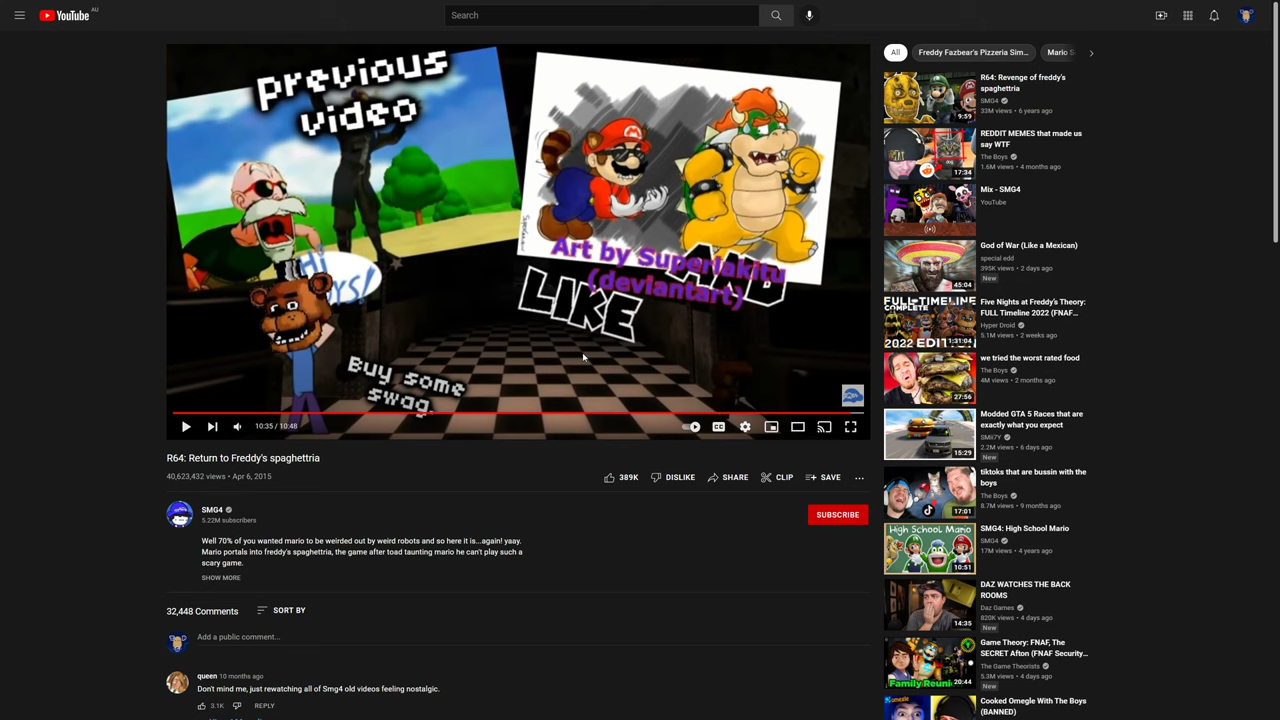 YouTube AU
Search
previous
video
Hi
Art by Superlakitu
(deviantart)
LIKE
Buy some
swag
10:35 / 10:48
R64: Return to Freddy's spaghettria
40,623,432 views • Apr 6, 2015
389K
DISLIKE
SHARE
CLIP
SAVE
SMG4
5.22M subscribers
SUBSCRIBE
Well 70% of you wanted mario to be weirded out by weird robots and so here it is...again! yaay.
Mario portals into freddy's spaghettria, the game after toad taunting mario he can't play such a
scary game.
SHOW MORE
32,448 Comments
SORT BY
Add a public comment...
queen 10 months ago
Don't mind me, just rewatching all of Smg4 old videos feeling nostalgic.
3.1K
REPLY
All
Freddy Fazbear's Pizzeria Sim...
Mario
R64: Revenge of freddy's
spaghettria
SMG4
33M views • 6 years ago
9:59
REDDIT MEMES that made us
say WTF
The Boys
1.6M views • 4 months ago
17:34
Mix - SMG4
YouTube
God of War (Like a Mexican)
special edd
395K views • 2 days ago
New
45:04
FULL-TIMELINE
COMPLETE
2022 EDITI
1:31:04
Five Nights at Freddy's Theory:
FULL Timeline 2022 (FNAF...
Hyper Droid
5.1M views • 2 weeks ago
we tried the worst rated food
The Boys
4M views • 2 months ago
27:56
Modded GTA 5 Races that are
exactly what you expect
SMii7Y
2.2M views • 6 days ago
New
15:29
tiktoks that are bussin with the
boys
The Boys
8.7M views • 9 months ago
17:01
High School Mario
10:51
SMG4: High School Mario
SMG4
17M views • 4 years ago
DAZ WATCHES THE BACK
ROOMS
Daz Games
820K views • 4 days ago
New
14:35
Game Theory: FNAF, The
SECRET Afton (FNAF Security...
The Game Theorists
5.3M views • 4 days ago
New
Family Reuni
20:44
Cooked Omegle With The Boys
(BANNED)